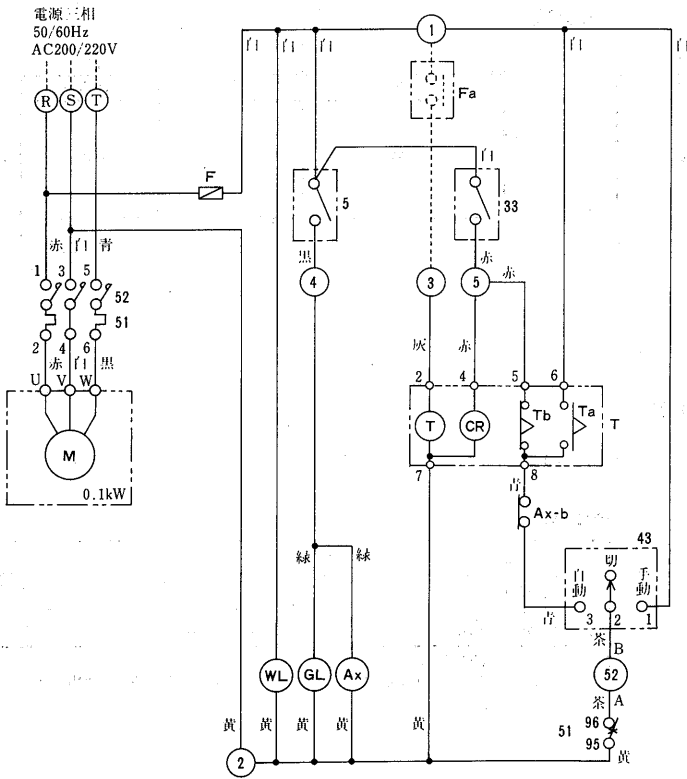 電源三相
50/60Hz
AC200/220V
R S T
F
赤 白 青
1 3 5
52
51
2 4 6
赤 白 黒
U V W
M
0.1kW
白 白 白 1 白 白
Fa
白
5
33
黒
赤
4
3
5
赤
灰
赤
2 4 5 6
T
CR
Tb
Ta
T
7
8
青
Ax-b
43
切
自動
手動
青
3 2 1
茶
B
52
茶
A
緑
緑
WL
GL
Ax
51
96
95
黄 黄 黄 黄 黄 黄
2